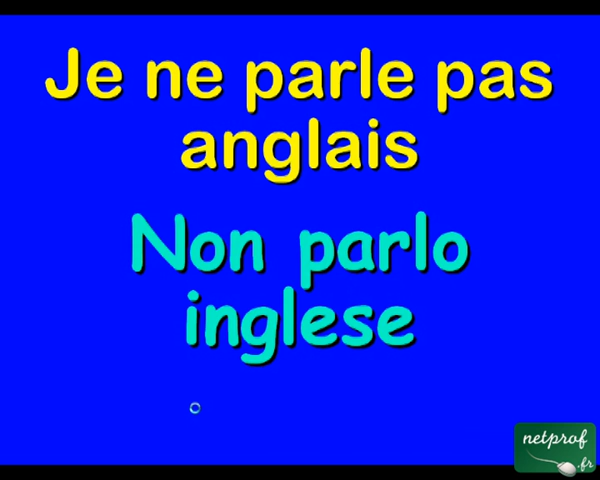 Je ne parle pas
anglais
Non parlo
inglese
netprof
.fr